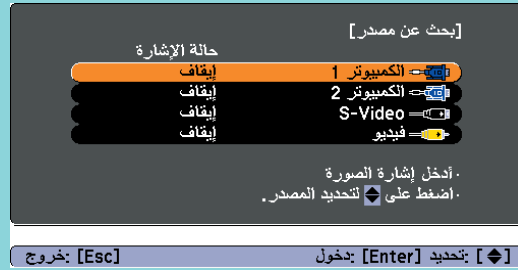 [بحث عن مصدر]
حالة الإشارة
الكمبيوتر 1 إيقاف
الكمبيوتر 2 إيقاف
S-Video إيقاف
فيديو إيقاف
·أدخل إشارة الصورة
·اضغط على لتحديد المصدر.
[♦] :تحديد [Enter] :دخول [Esc] :خروج